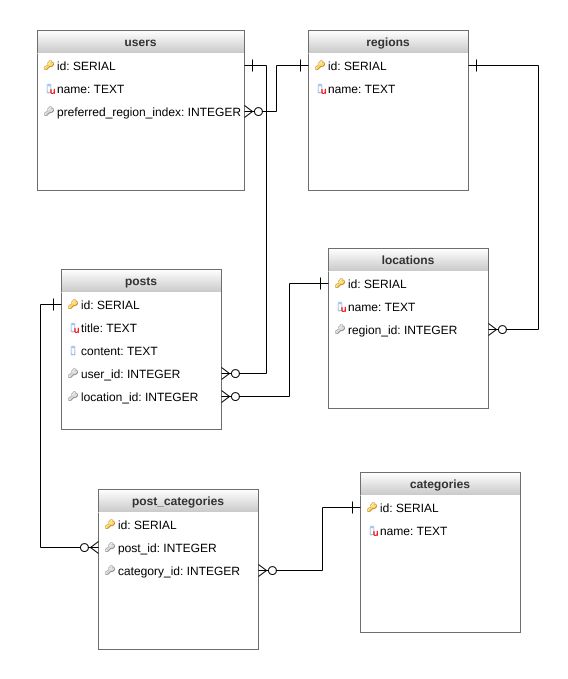 users
id: SERIAL
name: TEXT
preferred_region_index: INTEGER
regions
id: SERIAL
name: TEXT
posts
id: SERIAL
title: TEXT
content: TEXT
user_id: INTEGER
location_id: INTEGER
locations
id: SERIAL
name: TEXT
region_id: INTEGER
post_categories
id: SERIAL
post_id: INTEGER
category_id: INTEGER
categories
id: SERIAL
name: TEXT